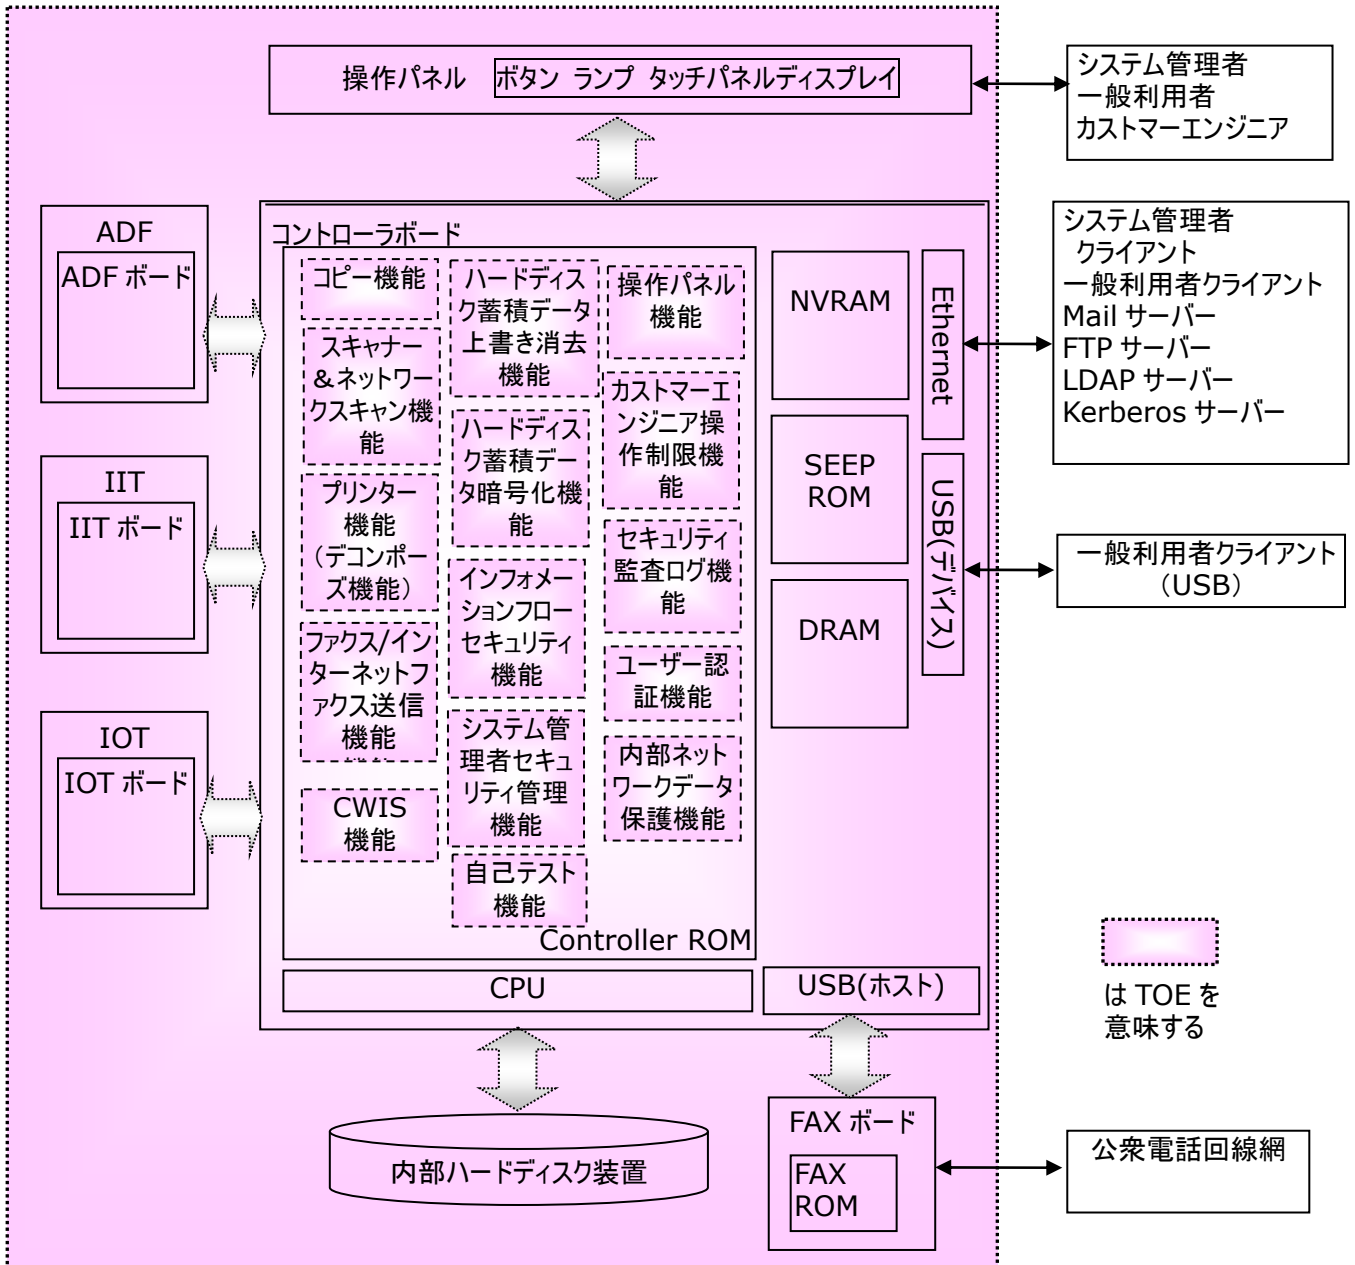 操作パネル ボタン ランプ タッチパネルディスプレイ
システム管理者
一般利用者
カストマーエンジニア
ADF
ADF ボード
IIT
IIT ボード
IOT
IOT ボード
コントローラボード
コピー機能
スキャナー
&ネットワー
クスキャン機
能
プリンター
機能
(デコンポー
ズ機能)
ファクス/イン
ターネットフ
ァクス送信
機能
CWIS
機能
ハードディス
ク蓄積データ
上書き消去
機能
ハードディス
ク蓄積デー
タ暗号化機
能
インフォメー
ションフロー
セキュリティ
機能
システム管
理者セキュ
リティ管理
機能
自己テスト
機能
操作パネル
機能
カストマーエ
ンジニア操
作制限機
能
セキュリティ
監査ログ機
能
ユーザー認
証機能
内部ネット
ワークデータ
保護機能
Controller ROM
NVRAM
SEEP
ROM
DRAM
Ethernet
USB(デバイス)
CPU
USB(ホスト)
システム管理者
クライアント
一般利用者クライアント
Mail サーバー
FTP サーバー
LDAP サーバー
Kerberos サーバー
一般利用者クライアント
(USB)
は TOE を
意味する
内部ハードディスク装置
FAX ボード
FAX
ROM
公衆電話回線網